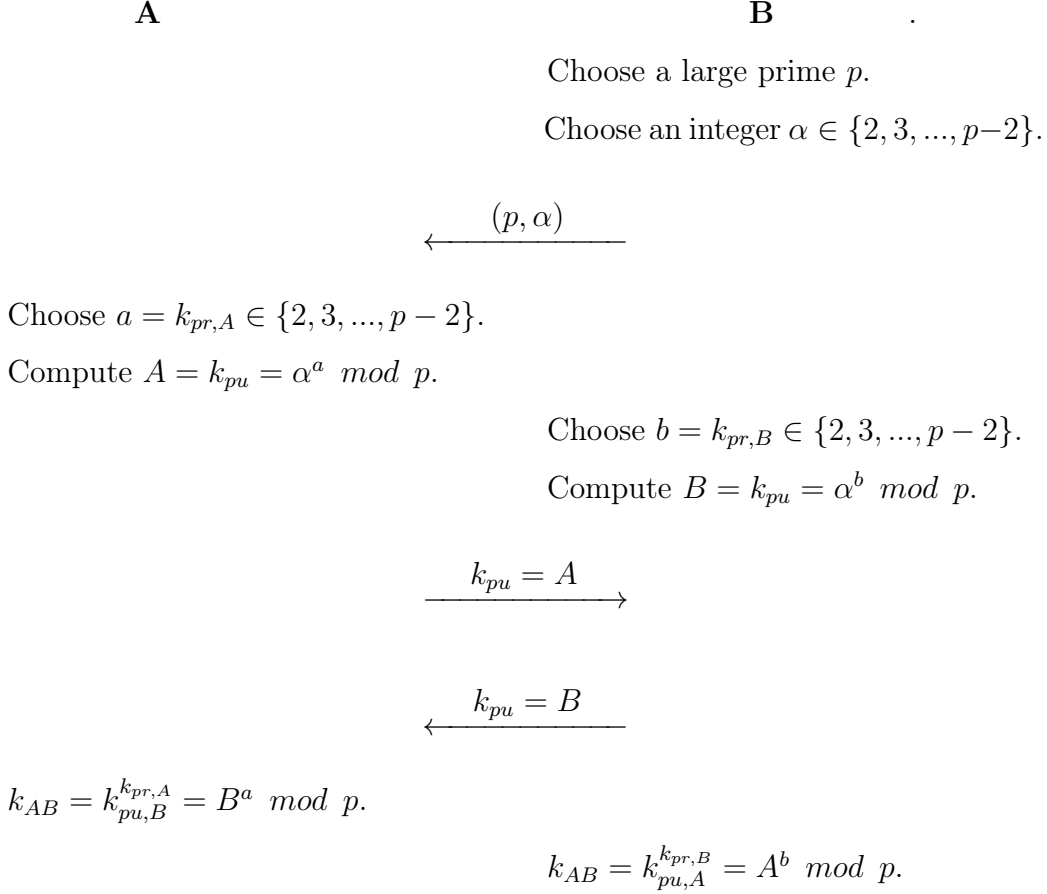 A B .
Choose a large prime p.
Choose an integer α ∈ {2, 3, ..., p−2}.
(p, α)
Choose a = k_{pr,A} ∈ {2, 3, ..., p − 2}.
Compute A = k_{pu} = α^a mod p.
Choose b = k_{pr,B} ∈ {2, 3, ..., p − 2}.
Compute B = k_{pu} = α^b mod p.
k_{pu} = A
k_{pu} = B
k_{AB} = k_{pu,B}^{k_{pr,A}} = B^a mod p.
k_{AB} = k_{pu,A}^{k_{pr,B}} = A^b mod p.